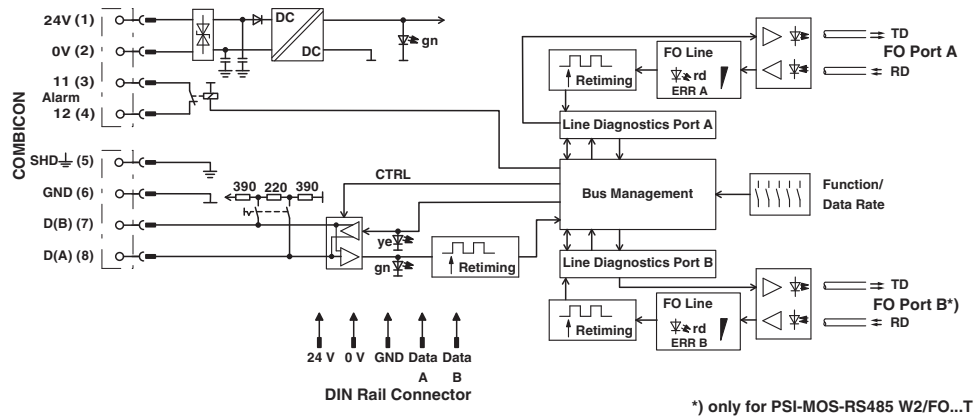 COMBICON
24V (1)
0V (2)
11 (3)
Alarm
12 (4)
SHD (5)
GND (6)
D(B) (7)
D(A) (8)
DC
DC
gn
390 220 390
CTRL
ye
gn
Retiming
24 V 0 V GND Data Data
A B
DIN Rail Connector
Retiming
FO Line
rd
ERR A
TD
FO Port A
RD
Line Diagnostics Port A
Bus Management
Function/
Data Rate
Line Diagnostics Port B
Retiming
FO Line
rd
ERR B
TD
FO Port B*)
RD
*) only for PSI-MOS-RS485 W2/FO...T